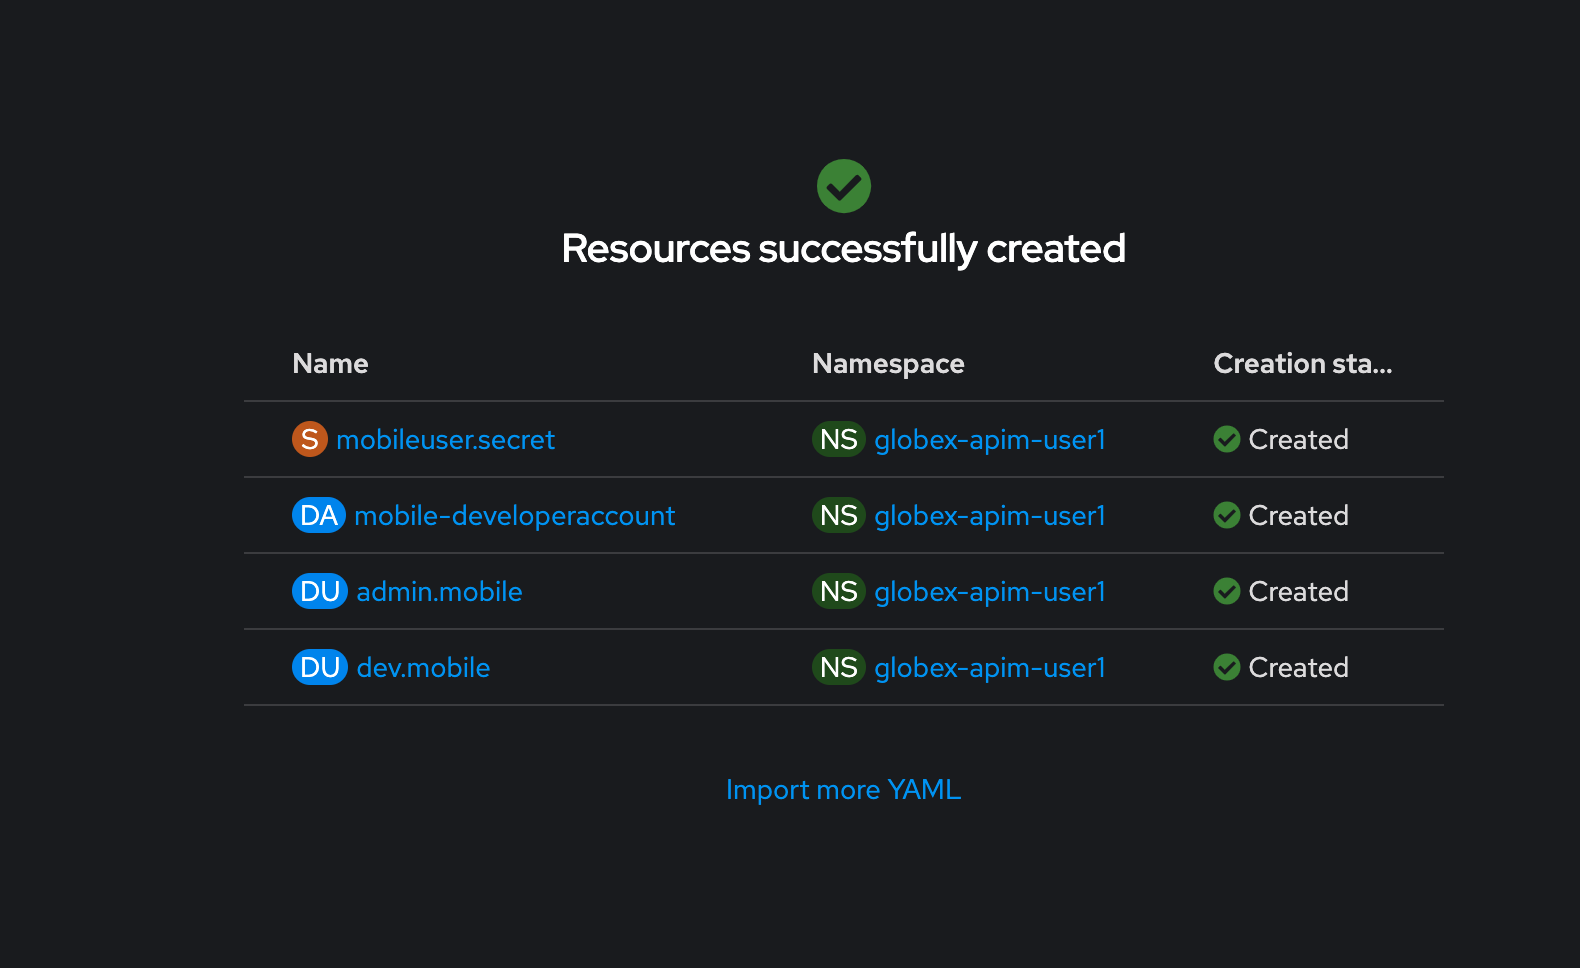 Resources successfully created
Name Namespace Creation sta...
S mobileuser.secret NS globex-apim-user1 Created
DA mobile-developeraccount NS globex-apim-user1 Created
DU admin.mobile NS globex-apim-user1 Created
DU dev.mobile NS globex-apim-user1 Created
Import more YAML